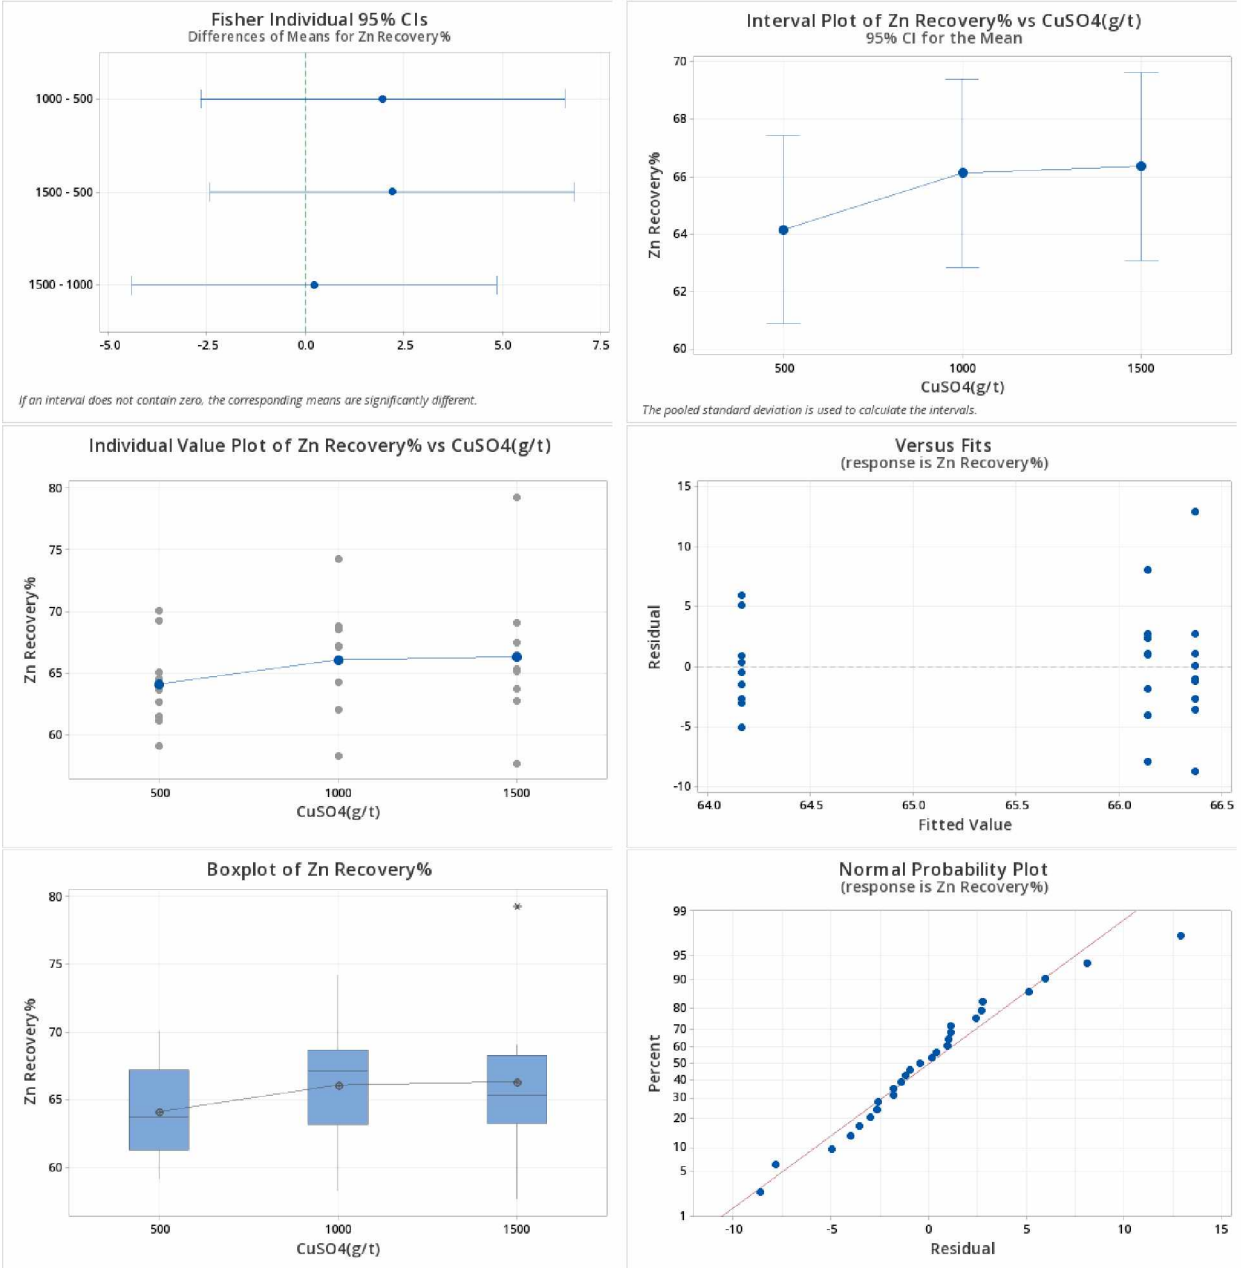 Fisher Individual 95% CIs
Differences of Means for Zn Recovery%
1000 - 500
1500 - 500
1500 - 1000
-5.0 -2.5 0.0 2.5 5.0 7.5
If an interval does not contain zero, the corresponding means are significantly different.
Interval Plot of Zn Recovery% vs CuSO4(g/t)
95% CI for the Mean
70
68
66
64
62
60
Zn Recovery%
500 1000 1500
CuSO4(g/t)
The pooled standard deviation is used to calculate the intervals.
Individual Value Plot of Zn Recovery% vs CuSO4(g/t)
80
75
70
65
60
Zn Recovery%
500 1000 1500
CuSO4(g/t)
Versus Fits
(response is Zn Recovery%)
15
10
5
0
-5
-10
Residual
64.0 64.5 65.0 65.5 66.0 66.5
Fitted Value
Boxplot of Zn Recovery%
80
75
70
65
60
Zn Recovery%
500 1000 1500
CuSO4(g/t)
Normal Probability Plot
(response is Zn Recovery%)
99
95
90
80
70
60
50
40
30
20
10
5
1
Percent
-10 -5 0 5 10 15
Residual